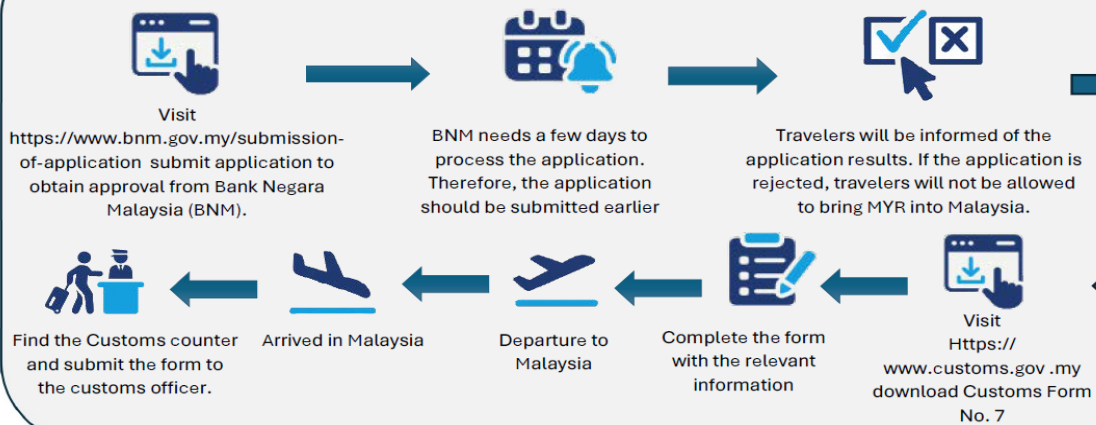 Visit
https://www.bnm.gov.my/submission-
of-application submit application to
obtain approval from Bank Negara
Malaysia (BNM).
BNM needs a few days to
process the application.
Therefore, the application
should be submitted earlier
Travelers will be informed of the
application results. If the application is
rejected, travelers will not be allowed
to bring MYR into Malaysia.
Visit
Https://
www.customs.gov .my
download Customs Form
No. 7
Complete the form
with the relevant
information
Departure to
Malaysia
Arrived in Malaysia
Find the Customs counter
and submit the form to
the customs officer.